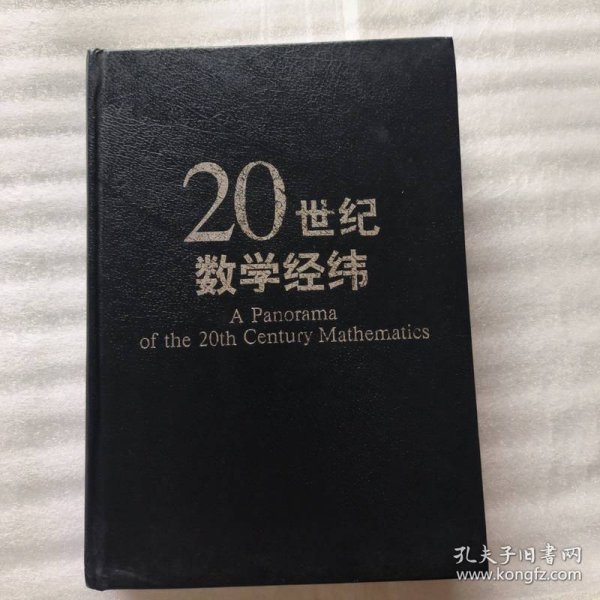 20世纪
数学经纬
A Panorama
of the 20th Century Mathematics
孔夫子旧書网
www.kongfz.com